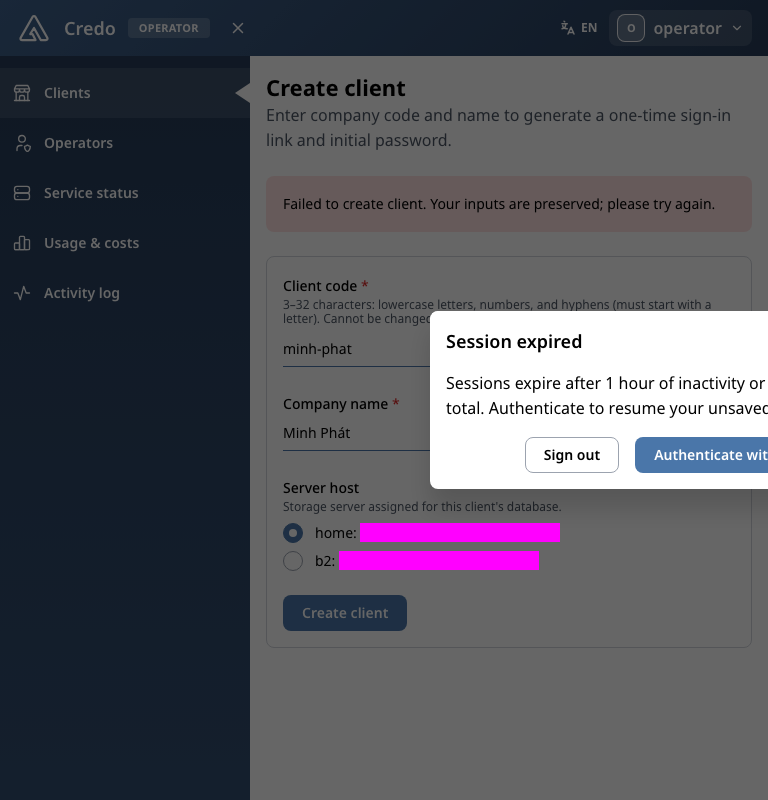 Credo
OPERATOR
EN
O
operator
Clients
Operators
Service status
Usage & costs
Activity log
Create client
Enter company code and name to generate a one-time sign-in
link and initial password.
Failed to create client. Your inputs are preserved; please try again.
Client code *
3–32 characters: lowercase letters, numbers, and hyphens (must start with a
letter). Cannot be changed
minh-phat
Company name *
Minh Phát
Session expired
Sessions expire after 1 hour of inactivity or
total. Authenticate to resume your unsaved
Sign out
Authenticate wit
Server host
Storage server assigned for this client's database.
home:
b2:
Create client